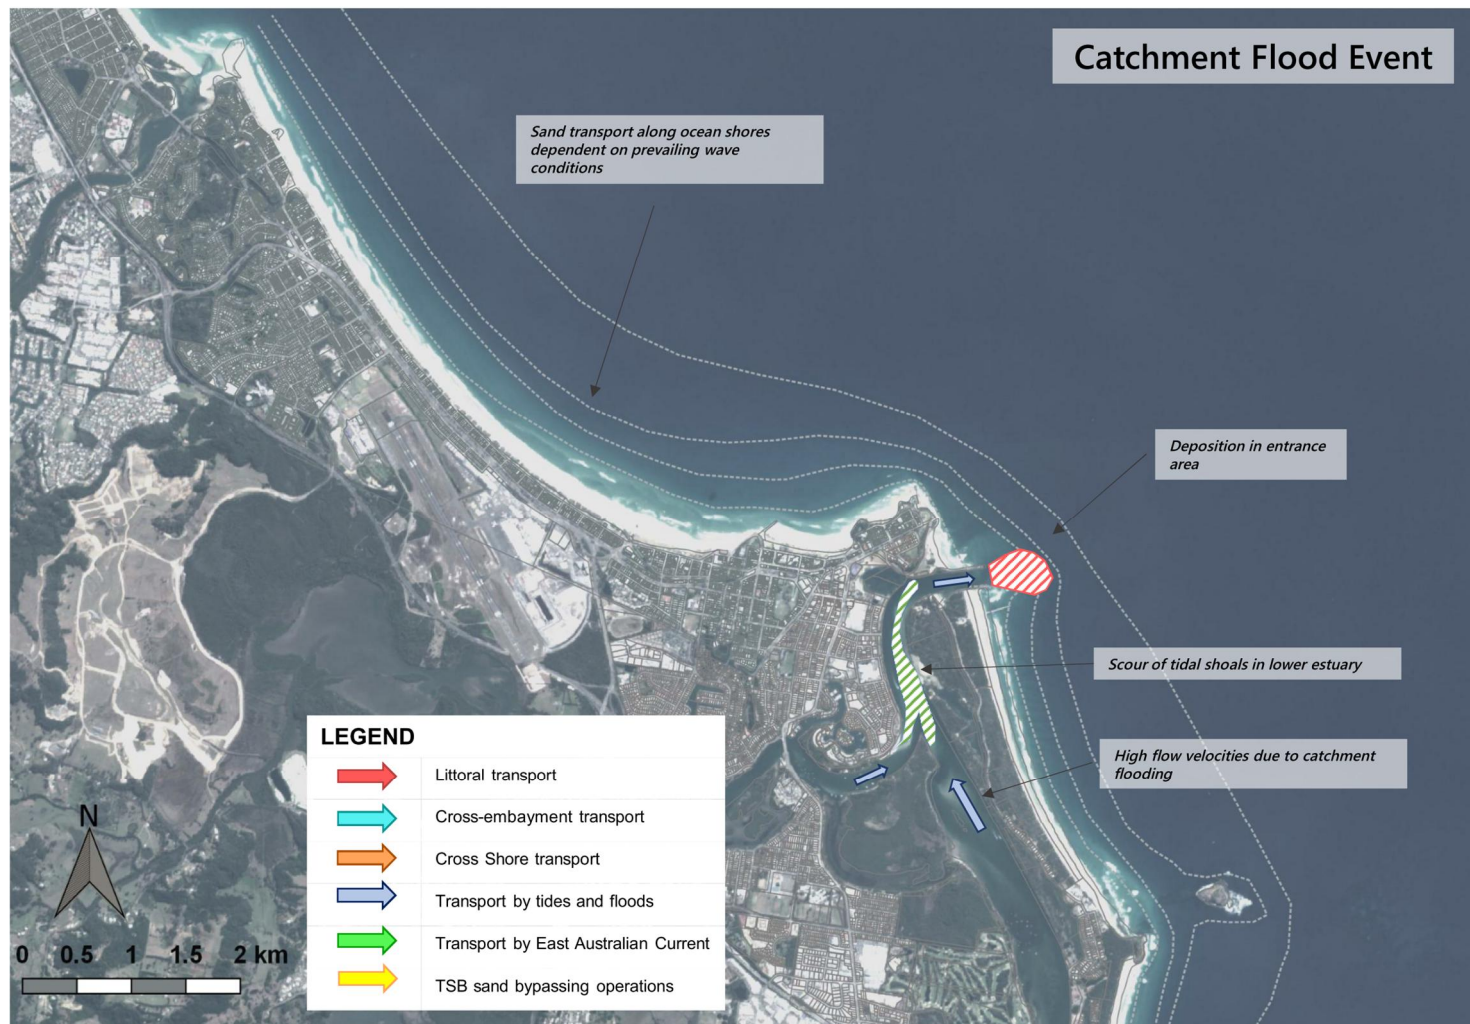 Catchment Flood Event
Sand transport along ocean shores
dependent on prevailing wave
conditions
Deposition in entrance
area
Scour of tidal shoals in lower estuary
High flow velocities due to catchment
flooding
LEGEND
Littoral transport
Cross-embayment transport
Cross Shore transport
Transport by tides and floods
Transport by East Australian Current
TSB sand bypassing operations
N
0 0.5 1 1.5 2 km